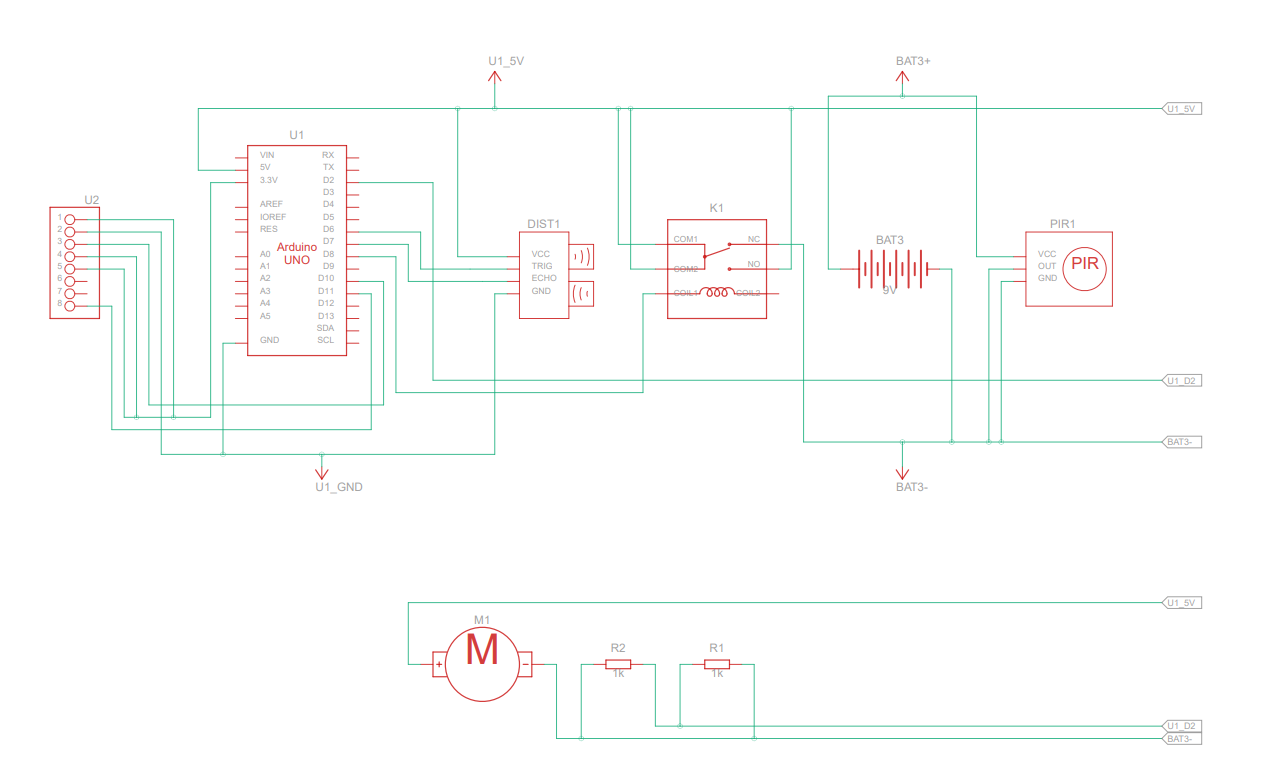 U1_5V
BAT3+
U1_5V
U1
VIN
RX
5V
TX
3.3V
D2
D3
AREF
D4
IOREF
D5
RES
D6
D7
A0
D8
A1
D9
A2
D10
A3
D11
A4
D12
A5
D13
SDA
GND
SCL
Arduino
UNO
U2
1
2
3
4
5
6
7
8
DIST1
VCC
TRIG
ECHO
GND
K1
COM1
NC
COM2
NO
COIL1
COIL2
BAT3
9V
PIR1
VCC
OUT
GND
PIR
U1_D2
BAT3-
U1_GND
BAT3-
U1_5V
M1
M
+
-
R2
1k
R1
1k
U1_D2
BAT3-